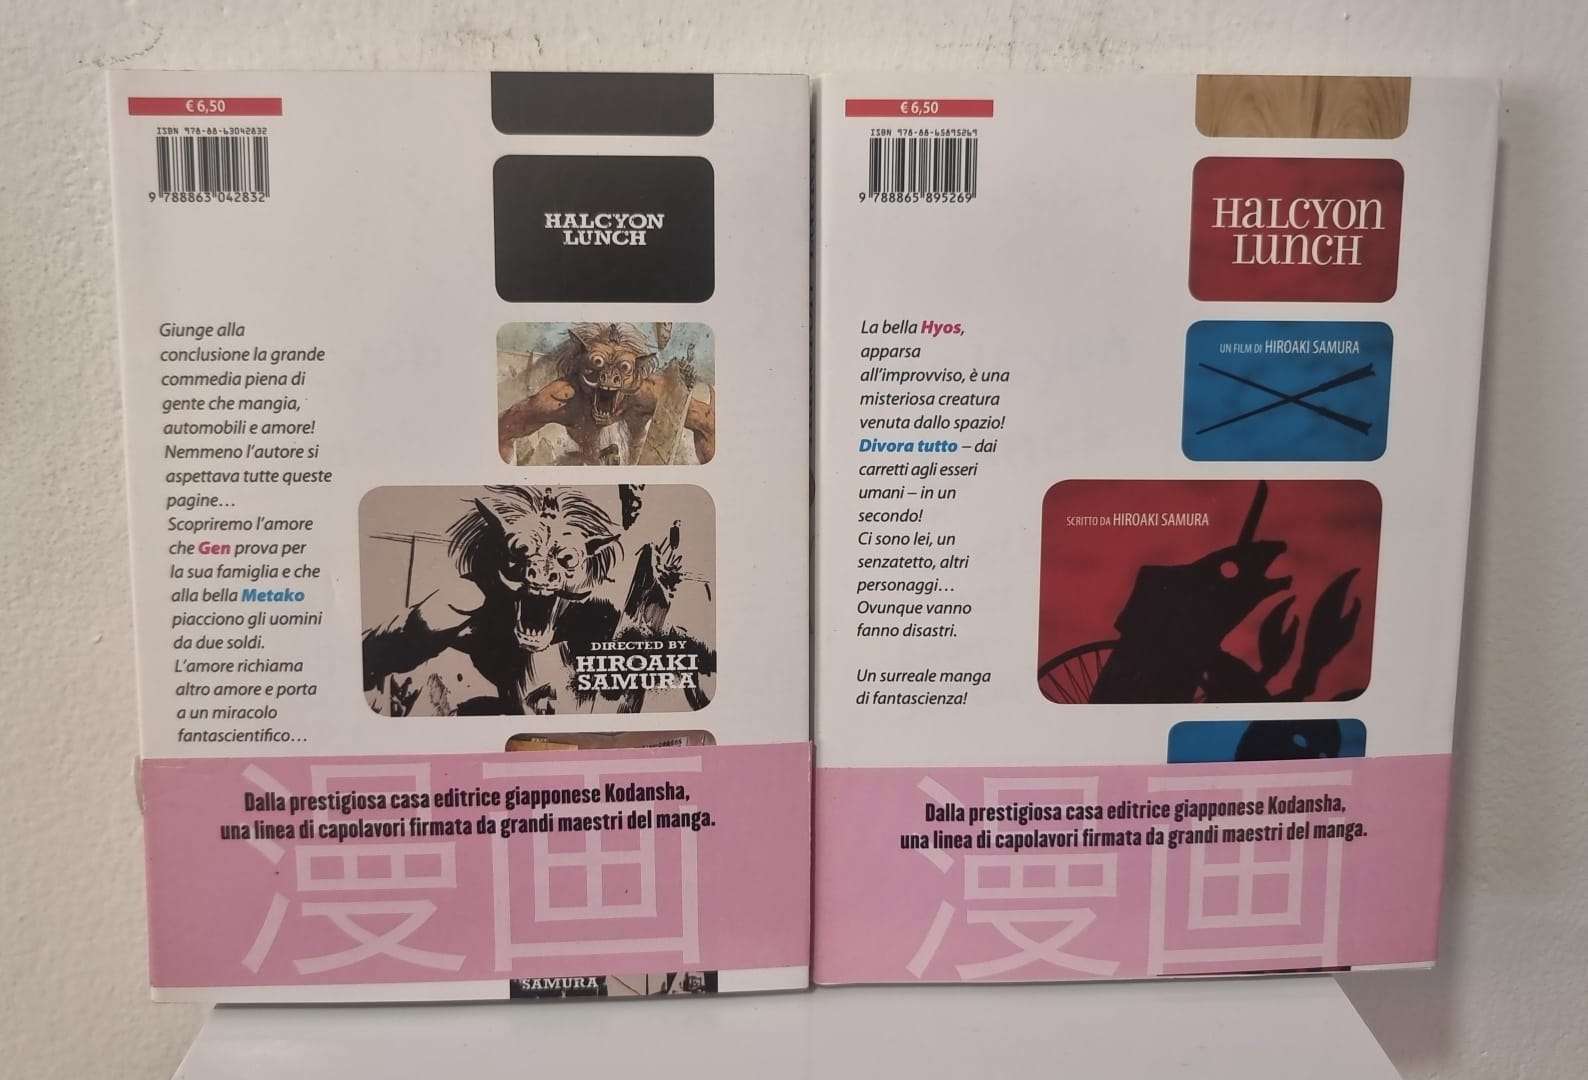 € 6,50
ISBN 978-88-63042832
9 788863 042832
HALCYON
LUNCH
Giunge alla
conclusione la grande
commedia piena di
gente che mangia,
automobili e amore!
Nemmeno l'autore si
aspettava tutte queste
pagine…
Scopriremo l'amore
che Gen prova per
la sua famiglia e che
alla bella Metako
piacciono gli uomini
da due soldi.
L'amore richiama
altro amore e porta
a un miracolo
fantascientifico…
DIRECTED BY
HIROAKI
SAMURA
漫画
Dalla prestigiosa casa editrice giapponese Kodansha,
una linea di capolavori firmata da grandi maestri del manga.
SAMURA
€ 6,50
ISBN 978-88-65895269
9 788865 895269
HALCYON
LUNCH
La bella Hyos,
apparsa
all'improvviso, è una
misteriosa creatura
venuta dallo spazio!
Divora tutto – dai
carretti agli esseri
umani – in un
secondo!
Ci sono lei, un
senzatetto, altri
personaggi…
Ovunque vanno
fanno disastri.
Un surreale manga
di fantascienza!
UN FILM DI HIROAKI SAMURA
SCRITTO DA HIROAKI SAMURA
漫画
Dalla prestigiosa casa editrice giapponese Kodansha,
una linea di capolavori firmata da grandi maestri del manga.